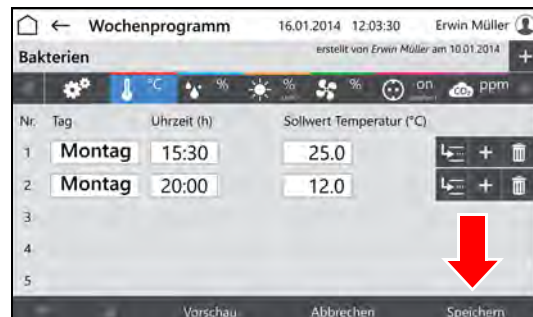 ← Wochenprogramm 16.01.2014 12:03:30 Erwin Müller
Bakterien erstellt von Erwin Müller am 10.01.2014 +
°C % % % on CO₂ ppm
Nr. Tag Uhrzeit (h) Sollwert Temperatur (°C)
1 Montag 15:30 25.0 +
2 Montag 20:00 12.0 +
3
4
5
Vorschau Abbrechen Speichern